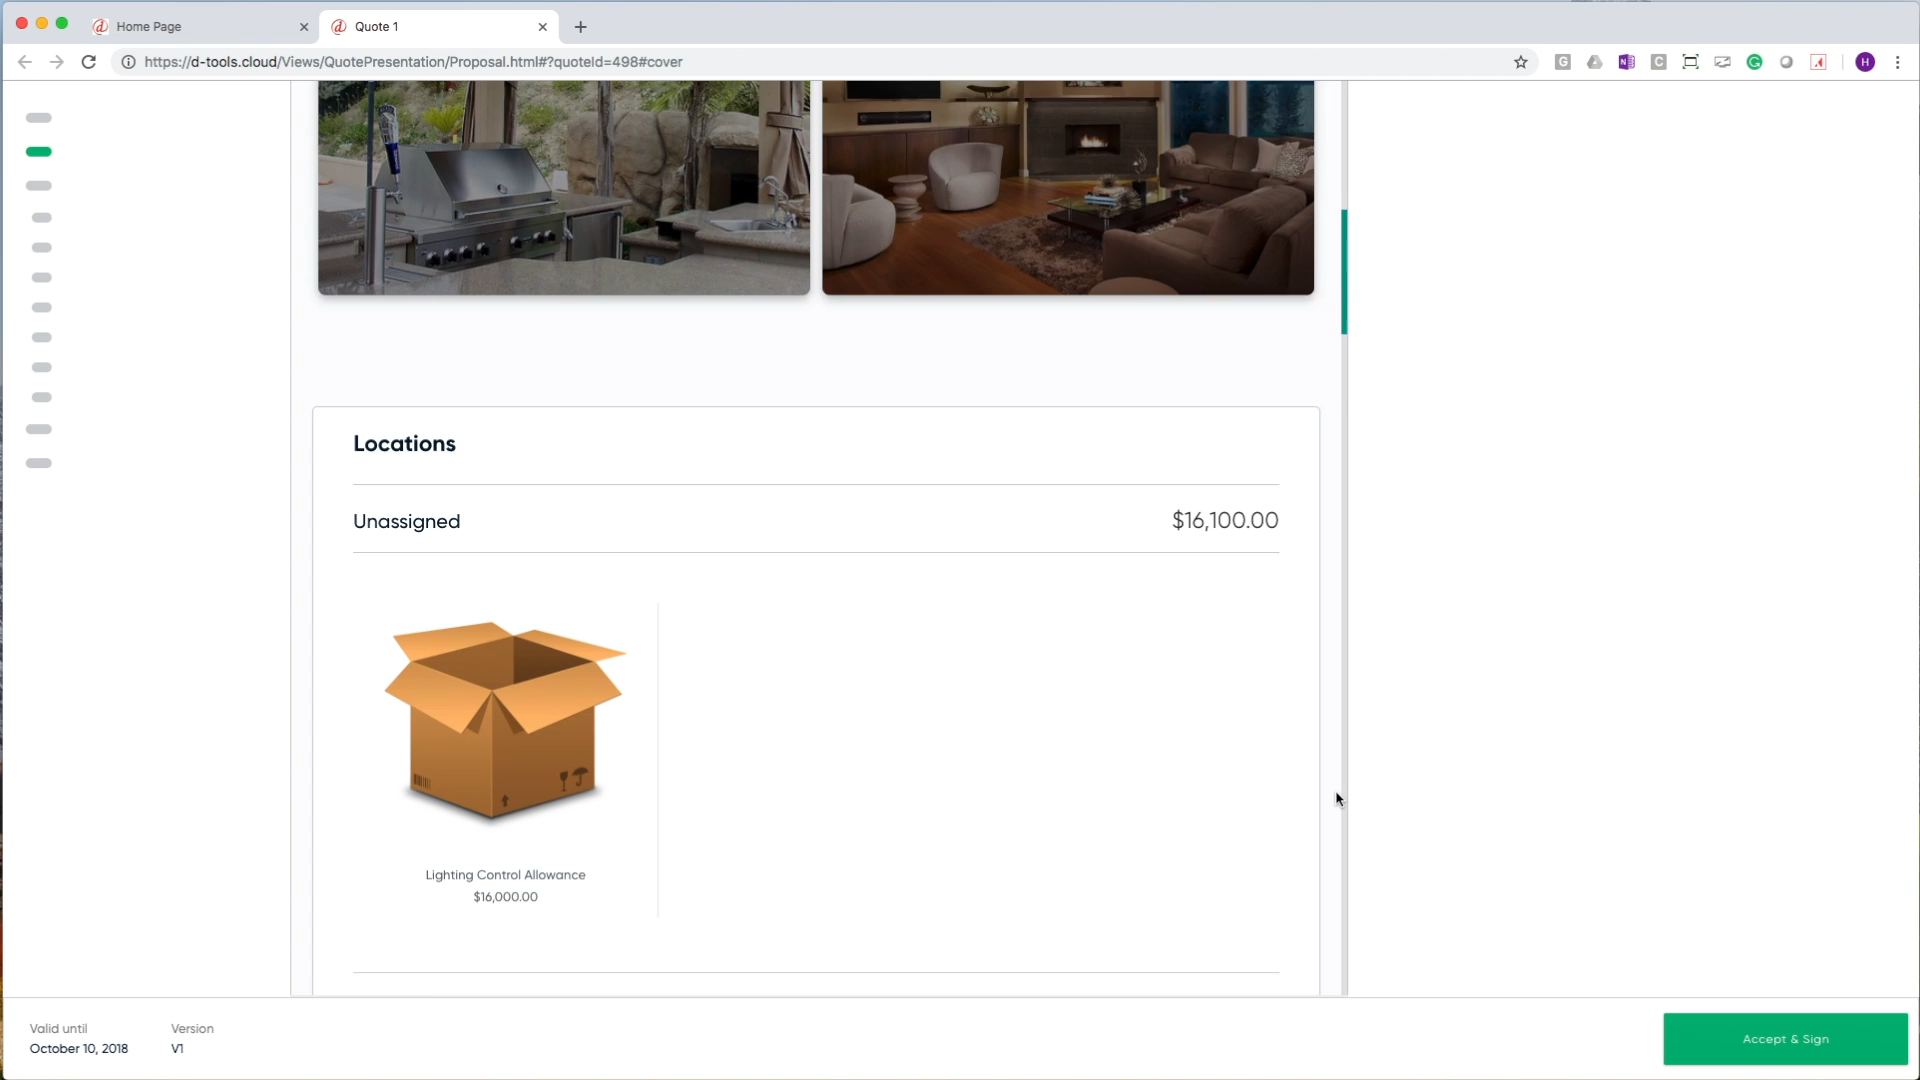 Home Page
Quote 1
https://d-tools.cloud/Views/QuotePresentation/Proposal.html#?quoteId=498#cover
H
Locations
Unassigned
$16,100.00
Lighting Control Allowance
$16,000.00
Valid until
Version
October 10, 2018
V1
Accept & Sign